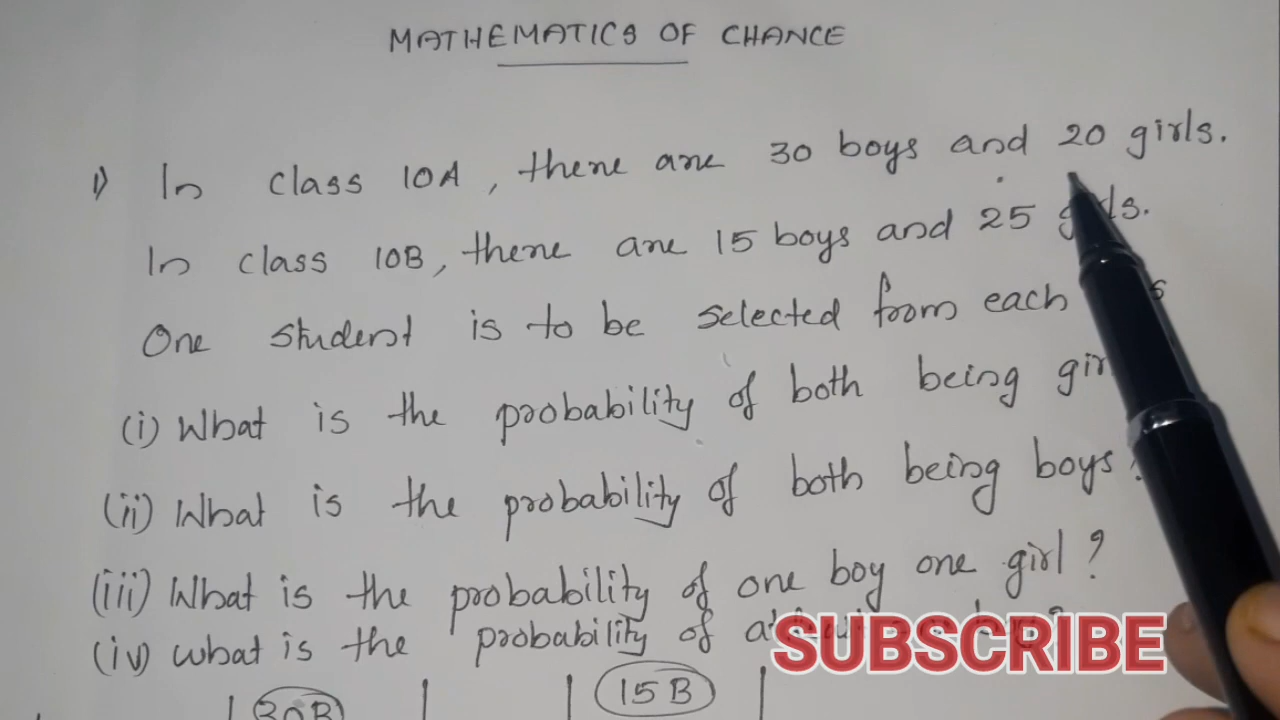 MATHEMATICS OF CHANCE
1) In class 10A, there are 30 boys and 20 girls.
In class 10B, there are 15 boys and 25 girls.
One student is to be selected from each
(i) What is the probability of both being
(ii) What is the probability of both being boys?
(iii) What is the probability of one boy one girl?
(iv) what is the probability of
SUBSCRIBE
30B 15B